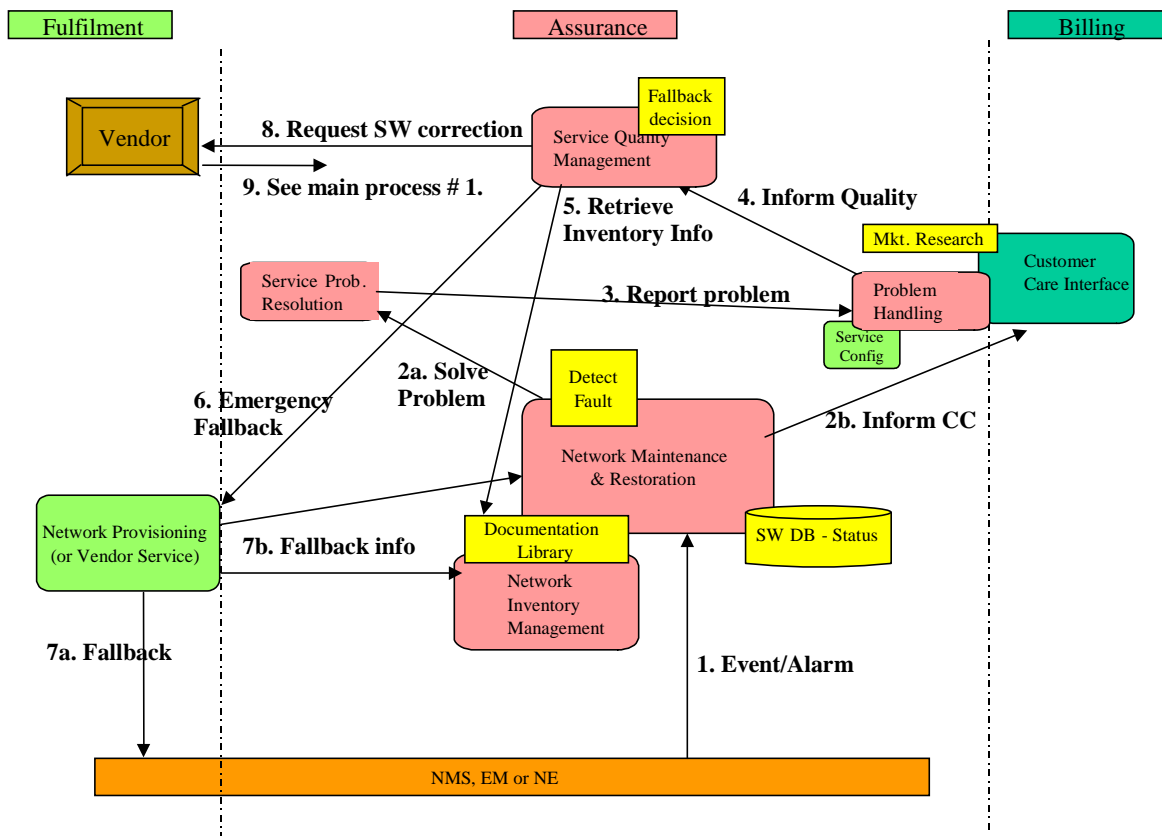 Fulfilment
Assurance
Billing
Fallback
decision
Vendor
8. Request SW correction
Service Quality
Management
9. See main process # 1.
4. Inform Quality
5. Retrieve
Inventory Info
Mkt. Research
Customer
Care Interface
Service Prob.
Resolution
3. Report problem
Problem
Handling
Service
Config
2a. Solve
Problem
Detect
Fault
6. Emergency
Fallback
2b. Inform CC
Network Maintenance
& Restoration
Network Provisioning
(or Vendor Service)
7b. Fallback info
Documentation
Library
SW DB - Status
Network
Inventory
Management
7a. Fallback
1. Event/Alarm
NMS, EM or NE